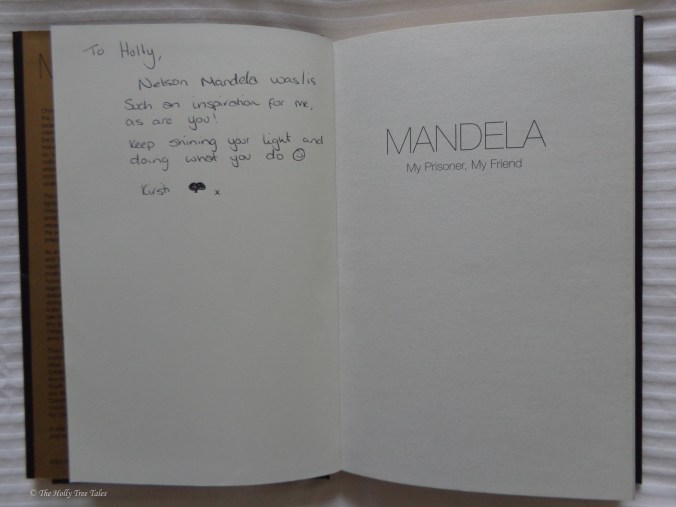 To Holly,
Nelson Mandela was/is
Such an inspiration for me,
as are you!
Keep shining your light and
doing what you do ☺
x
MANDELA
My Prisoner, My Friend
© The Holly Tree Tales